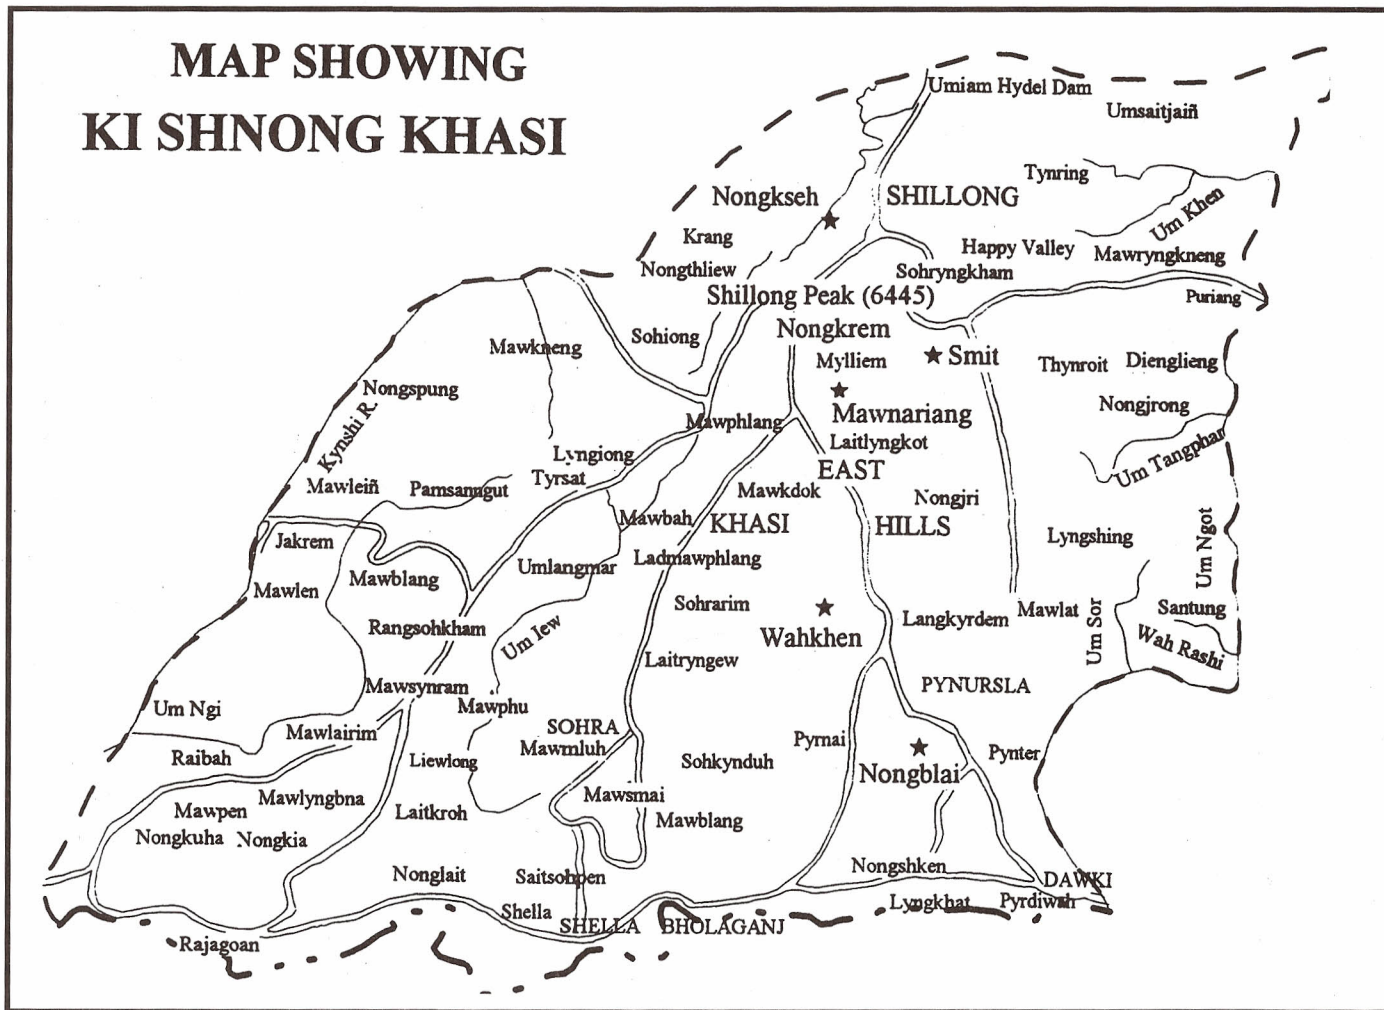 MAP SHOWING
KI SHNONG KHASI
Umiam Hydel Dam
Umsaitjaiñ
Tynring
Nongkseh
SHILLONG
Um Khen
Krang
Happy Valley
Mawryngkneng
Nongthliew
Sohryngkham
Shillong Peak (6445)
Puriang
Nongkrem
Sohiong
Mawkneng
Mylliem
Smit
Thynroit
Dienglieng
Nongspung
Nongjrong
Mawnariang
Mawphlang
Kynshi R.
Laitlyngkot
Lyngiong
EAST
Um Tangphar
Tyrsat
Mawleiñ
Pamsanngut
Mawkdok
Nongjri
Mawbah
KHASI
HILLS
Jakrem
Lyngshing
Um Ngot
Ladmawphlang
Umlangmar
Mawblang
Mawlen
Sohrarim
Mawlat
Santung
Langkyrdem
Um Sor
Rangsohkham
Um Iew
Wahkhen
Wah Rashi
Laitryngew
Mawsynram
PYNURSLA
Mawphu
Um Ngi
SOHRA
Mawlairim
Mawmluh
Pyrnai
Pynter
Raibah
Liewlong
Sohkynduh
Nongblai
Mawlyngbna
Mawsmai
Mawpen
Laitkroh
Mawblang
Nongkuha
Nongkia
Nongshken
Nonglait
Saitsohpen
DAWKI
Lyngkhat
Pyrdiwah
Shella
SHELLA
BHOLAGANJ
Rajagoan